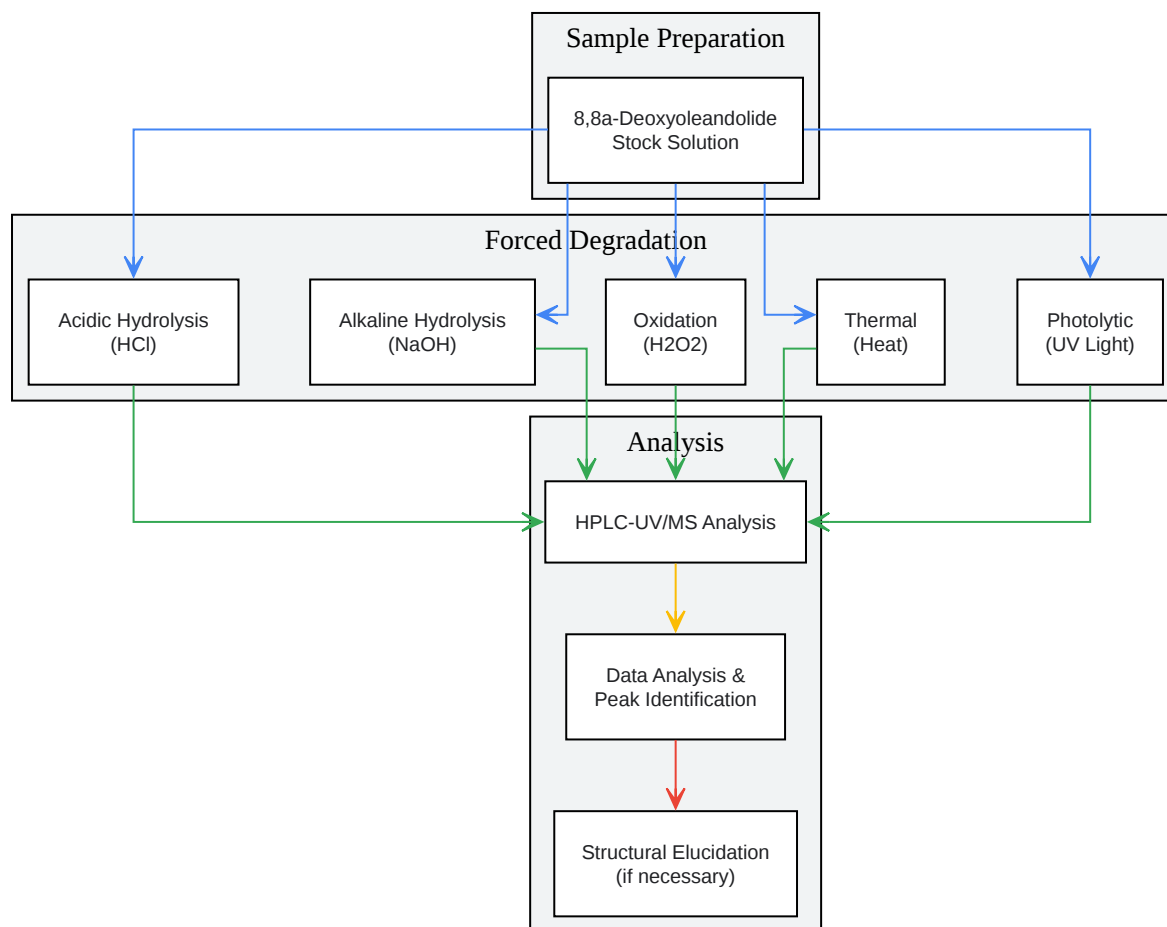 Sample Preparation
8,8a-Deoxyoleandolide
Stock Solution
Forced Degradation
Acidic Hydrolysis
(HCl)
Alkaline Hydrolysis
(NaOH)
Oxidation
(H2O2)
Thermal
(Heat)
Photolytic
(UV Light)
Analysis
HPLC-UV/MS Analysis
Data Analysis &
Peak Identification
Structural Elucidation
(if necessary)